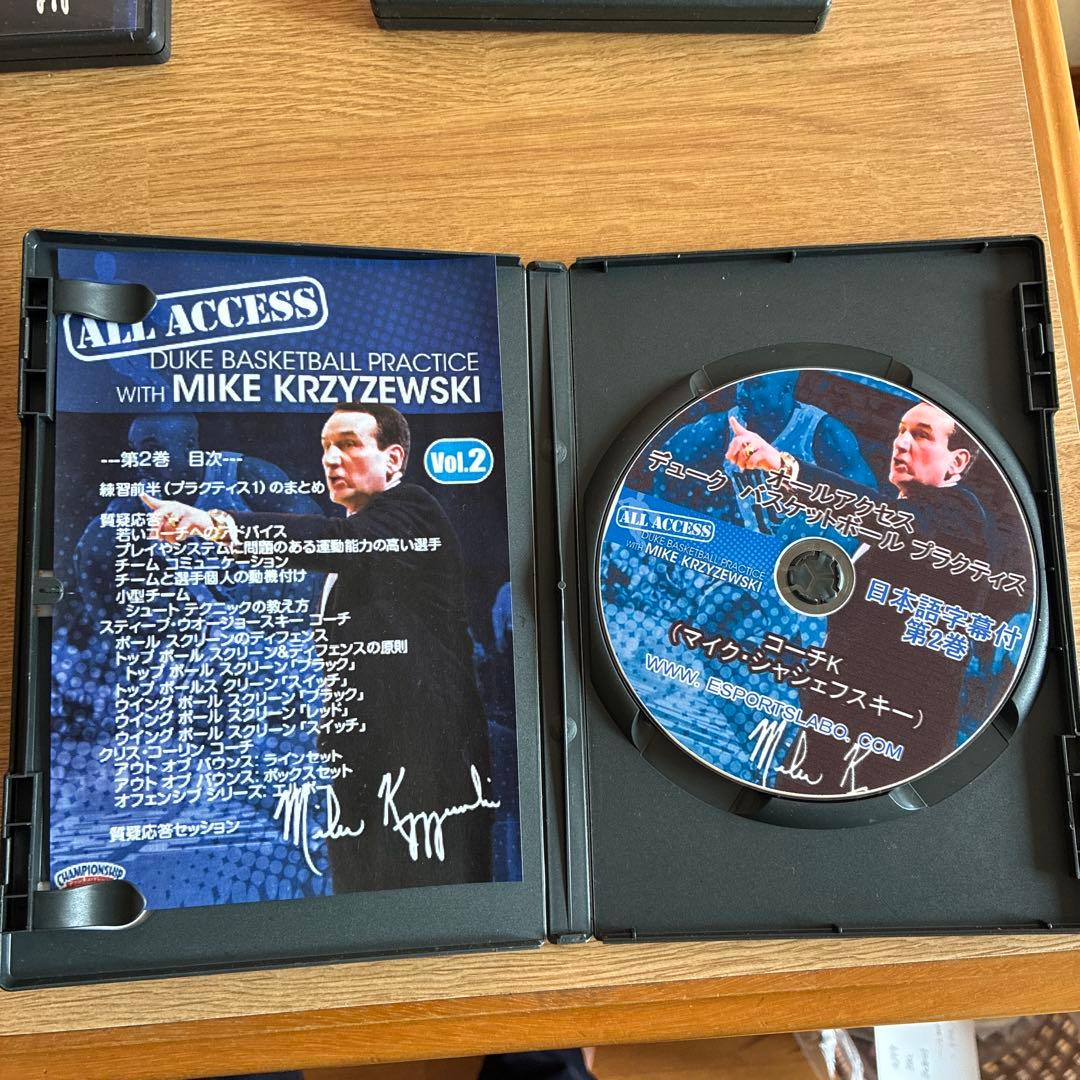 ALL ACCESS
DUKE BASKETBALL PRACTICE
WITH MIKE KRZYZEWSKI
Vol.2
---第2巻 目次---
練習前半(プラクティス1)のまとめ
質疑応答
若いコーチへのアドバイス
プレイやシステムに問題のある運動能力の高い選手
チーム コミュニケーション
チームと選手個人の動機付け
小型チーム
シュート テクニックの教え方
スティーブ・ウオージョースキー コーチ
ボール スクリーンのディフェンス
トップ ボール スクリーン&ディフェンスの原則
トップ ボール スクリーン「ブラック」
トップ ボールス クリーン「スイッチ」
ウイング ボール スクリーン「ブラック」
ウイング ボール スクリーン「レッド」
ウイング ボール スクリーン「スイッチ」
クリス・コーリン コーチ
アウト オブ バウンス: ラインセット
アウト オブ バウンス: ボックスセット
オフェンシブ シリーズ: エルボー
質疑応答セッション
Mike Krzyzewski
CHAMPIONSHIP
オールアクセス
デューク バスケットボール プラクティス
ALL ACCESS
DUKE BASKETBALL PRACTICE
WITH MIKE KRZYZEWSKI
日本語字幕付
第2巻
コーチK
(マイク・シャシェフスキー)
WWW. ESPORTSLABO. COM
Mike K